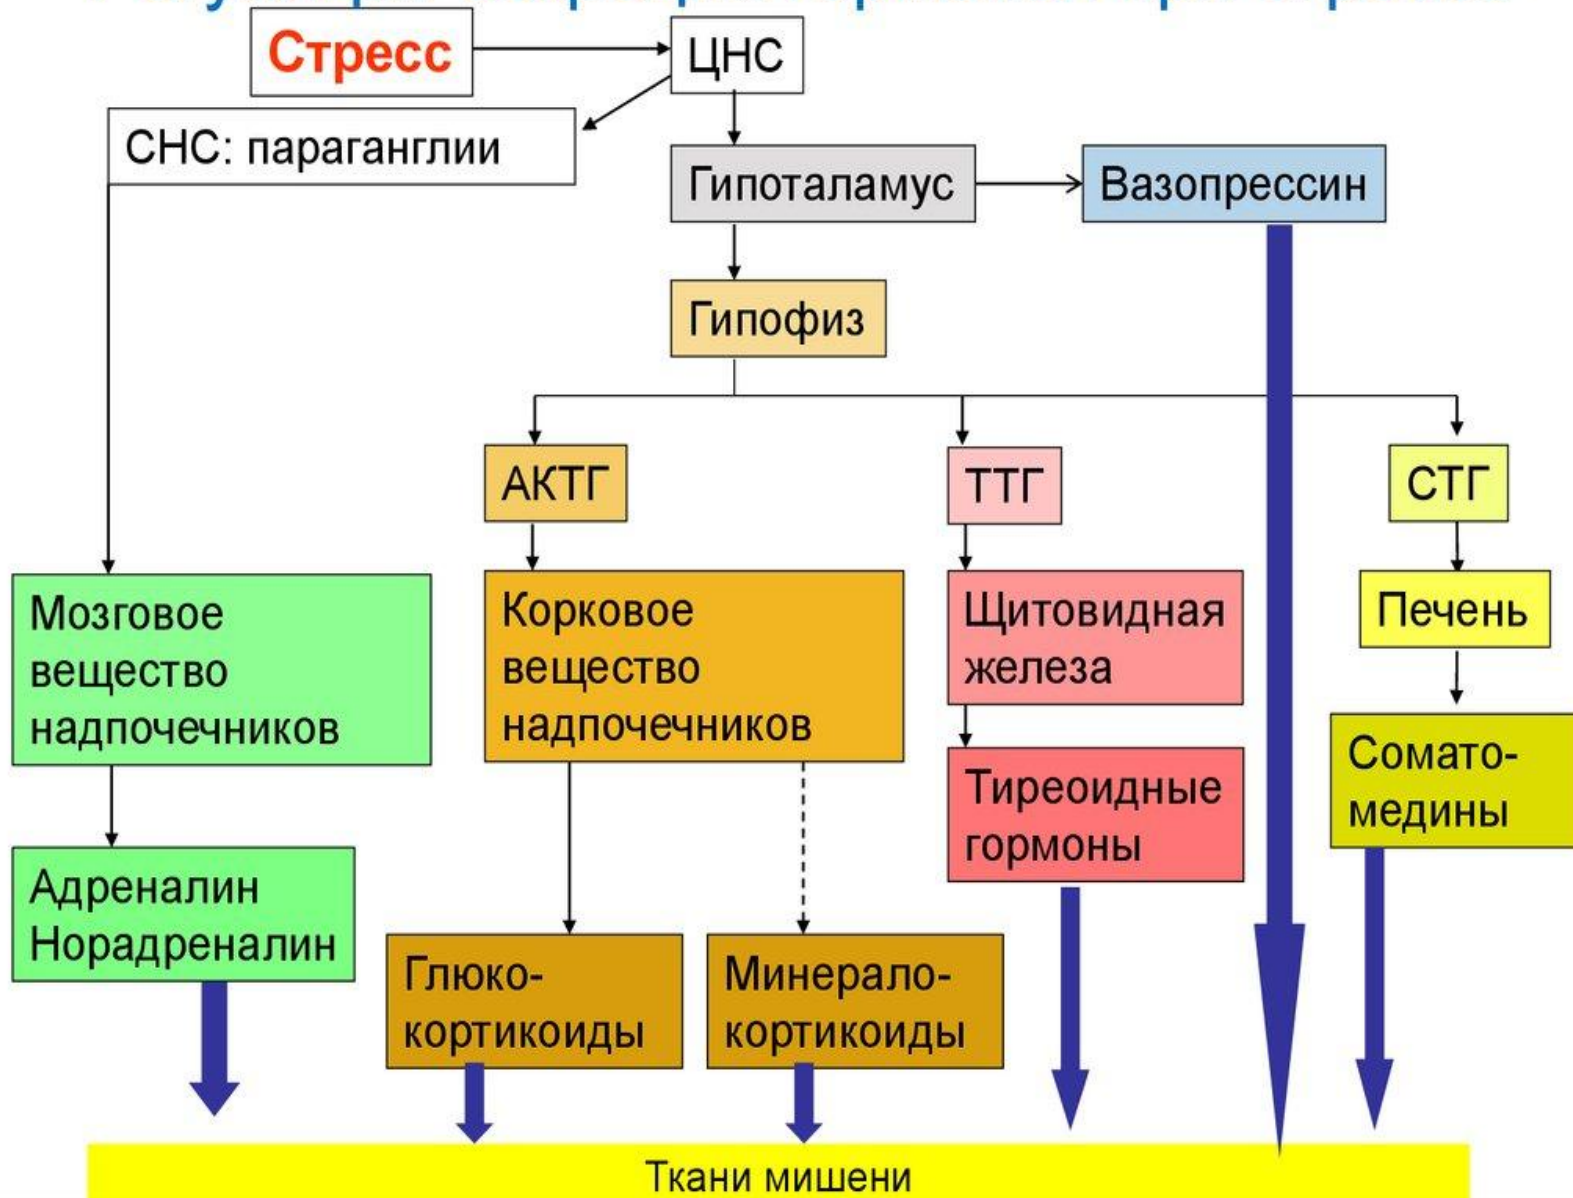 Стресс
ЦНС
СНС: параганглии
Гипоталамус
Вазопрессин
Гипофиз
АКТГ
ТТГ
СТГ
Мозговое
вещество
надпочечников
Корковое
вещество
надпочечников
Щитовидная
железа
Печень
Тиреоидные
гормоны
Сомато-
медины
Адреналин
Норадреналин
Глюко-
кортикоиды
Минерало-
кортикоиды
Ткани мишени